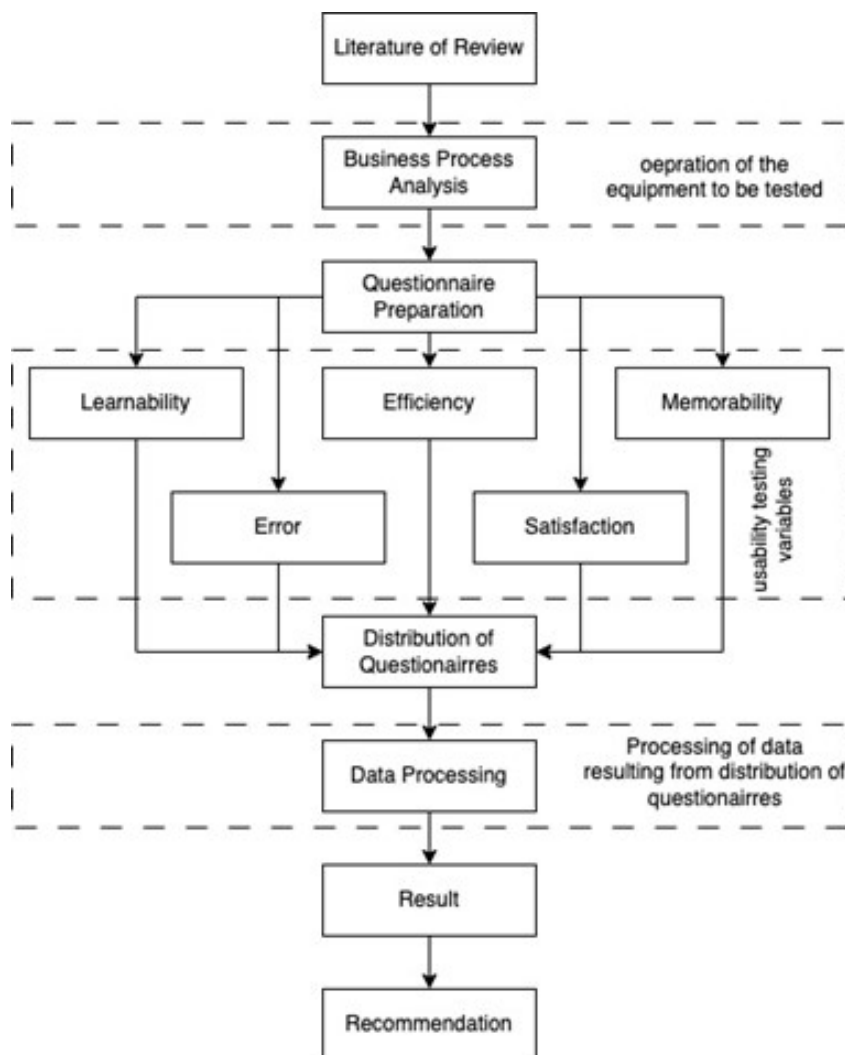 Literature of Review
Business Process
Analysis
oepration of the
equipment to be tested
Questionnaire
Preparation
Learnability
Efficiency
Memorability
Error
Satisfaction
usability testing
variables
Distribution of
Questionairres
Data Processing
Processing of data
resulting from distribution of
questionairres
Result
Recommendation